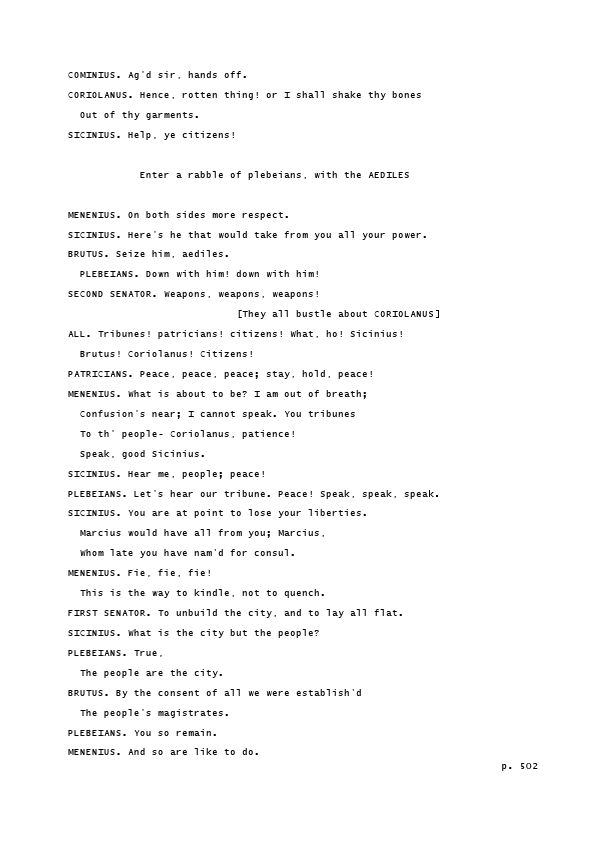 COMINIUS. Ag'd sir, hands off.
CORIOLANUS. Hence, rotten thing! or I shall shake thy bones
Out of thy garments.
SICINIUS. Help, ye citizens!
Enter a rabble of plebeians, with the AEDILES
MENENIUS. On both sides more respect.
SICINIUS. Here's he that would take from you all your power.
BRUTUS. Seize him, aediles.
PLEBEIANS. Down with him! down with him!
SECOND SENATOR. Weapons, weapons, weapons!
[They all bustle about CORIOLANUS]
ALL. Tribunes! patricians! citizens! What, ho! Sicinius!
Brutus! Coriolanus! Citizens!
PATRICIANS. Peace, peace, peace; stay, hold, peace!
MENENIUS. What is about to be? I am out of breath;
Confusion's near; I cannot speak. You tribunes
To th' people- Coriolanus, patience!
Speak, good Sicinius.
SICINIUS. Hear me, people; peace!
PLEBEIANS. Let's hear our tribune. Peace! Speak, speak, speak.
SICINIUS. You are at point to lose your liberties.
Marcius would have all from you; Marcius,
Whom late you have nam'd for consul.
MENENIUS. Fie, fie, fie!
This is the way to kindle, not to quench.
FIRST SENATOR. To unbuild the city, and to lay all flat.
SICINIUS. What is the city but the people?
PLEBEIANS. True,
The people are the city.
BRUTUS. By the consent of all we were establish'd
The people's magistrates.
PLEBEIANS. You so remain.
MENENIUS. And so are like to do.
p. 502